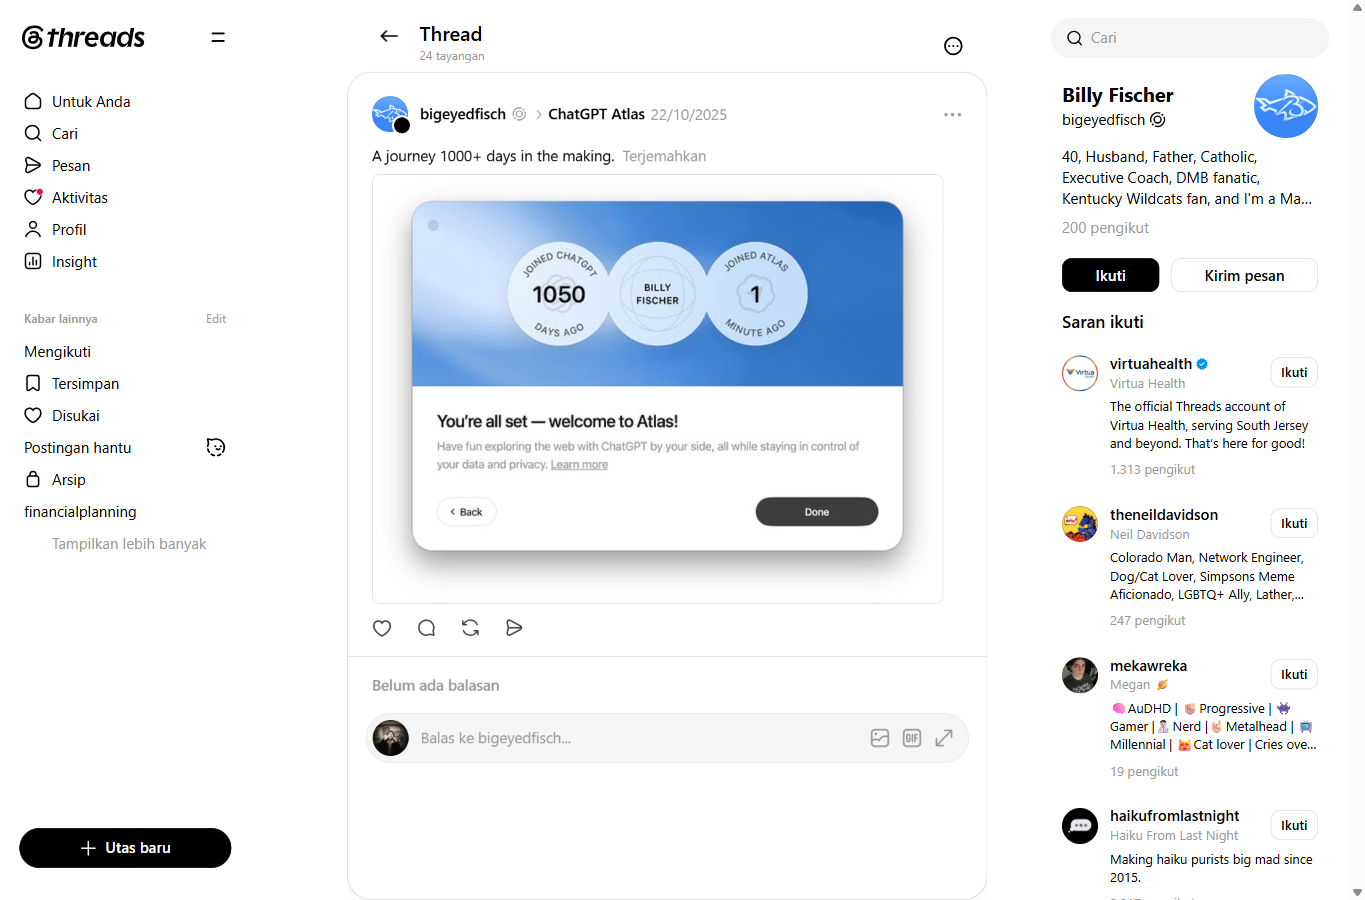 threads
Untuk Anda
Cari
Pesan
Aktivitas
Profil
Insight
Kabar lainnya
Edit
Mengikuti
Tersimpan
Disukai
Postingan hantu
Arsip
financialplanning
Tampilkan lebih banyak
Utas baru
Thread
24 tayangan
bigeyedfisch > ChatGPT Atlas 22/10/2025
A journey 1000+ days in the making. Terjemahkan
JOINED CHATGPT
1050
DAYS AGO
BILLY
FISCHER
JOINED ATLAS
1
MINUTE AGO
You're all set — welcome to Atlas!
Have fun exploring the web with ChatGPT by your side, all while staying in control of
your data and privacy. Learn more
Back
Done
Belum ada balasan
Balas ke bigeyedfisch...
GIF
Cari
Billy Fischer
bigeyedfisch
40, Husband, Father, Catholic,
Executive Coach, DMB fanatic,
Kentucky Wildcats fan, and I'm a Ma...
200 pengikut
Ikuti
Kirim pesan
Saran ikuti
Virtua
virtuahealth
Virtua Health
Ikuti
The official Threads account of
Virtua Health, serving South Jersey
and beyond. That's here for good!
1.313 pengikut
theneildavidson
Neil Davidson
Ikuti
Colorado Man, Network Engineer,
Dog/Cat Lover, Simpsons Meme
Aficionado, LGBTQ+ Ally, Lather,...
247 pengikut
mekawreka
Megan 🍂
Ikuti
🧠 AuDHD | ✊🏼 Progressive | 👾
Gamer | 👩🏻‍🔬 Nerd | 🤘🏼 Metalhead | 📺
Millennial | 😻 Cat lover | Cries ove...
19 pengikut
haikufromlastnight
Haiku From Last Night
Ikuti
Making haiku purists big mad since
2015.